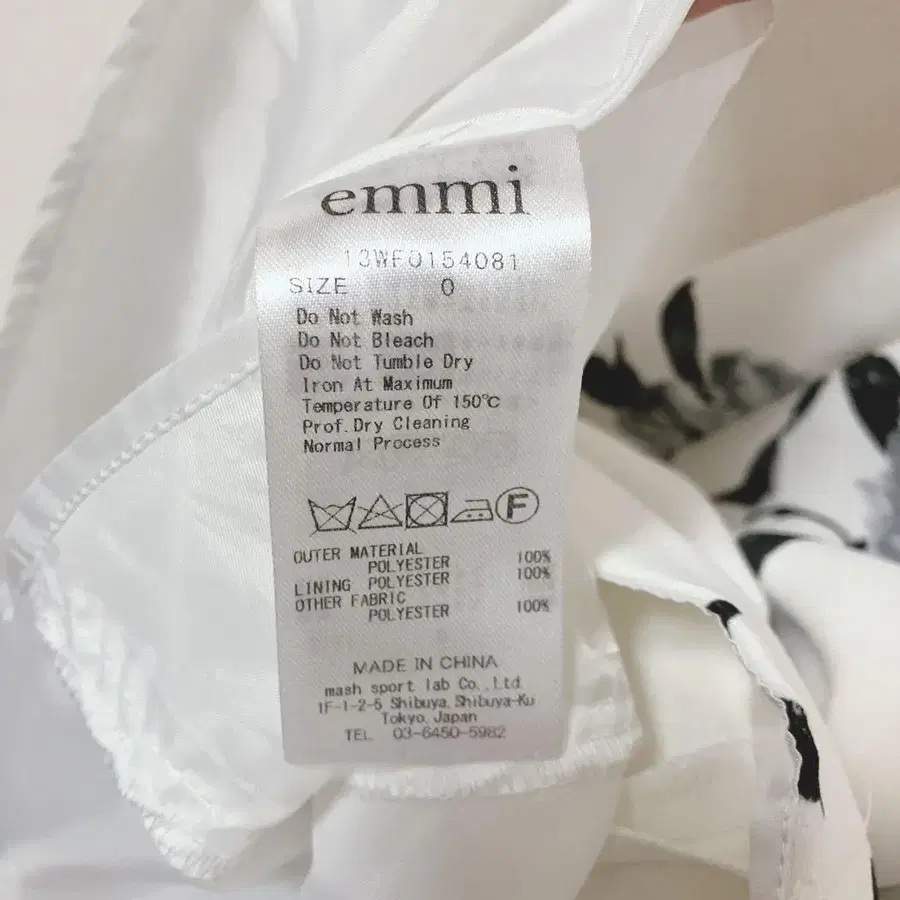 emmi
13WF0154081
SIZE 0
Do Not Wash
Do Not Bleach
Do Not Tumble Dry
Iron At Maximum
Temperature Of 150℃
Prof.Dry Cleaning
Normal Process
F
OUTER MATERIAL
POLYESTER 100%
LINING POLYESTER 100%
OTHER FABRIC
POLYESTER 100%
MADE IN CHINA
mash sport lab Co.,Ltd.
1F-1-2-5 Shibuya,Shibuya-Ku
Tokyo,Japan
TEL 03-6450-5982